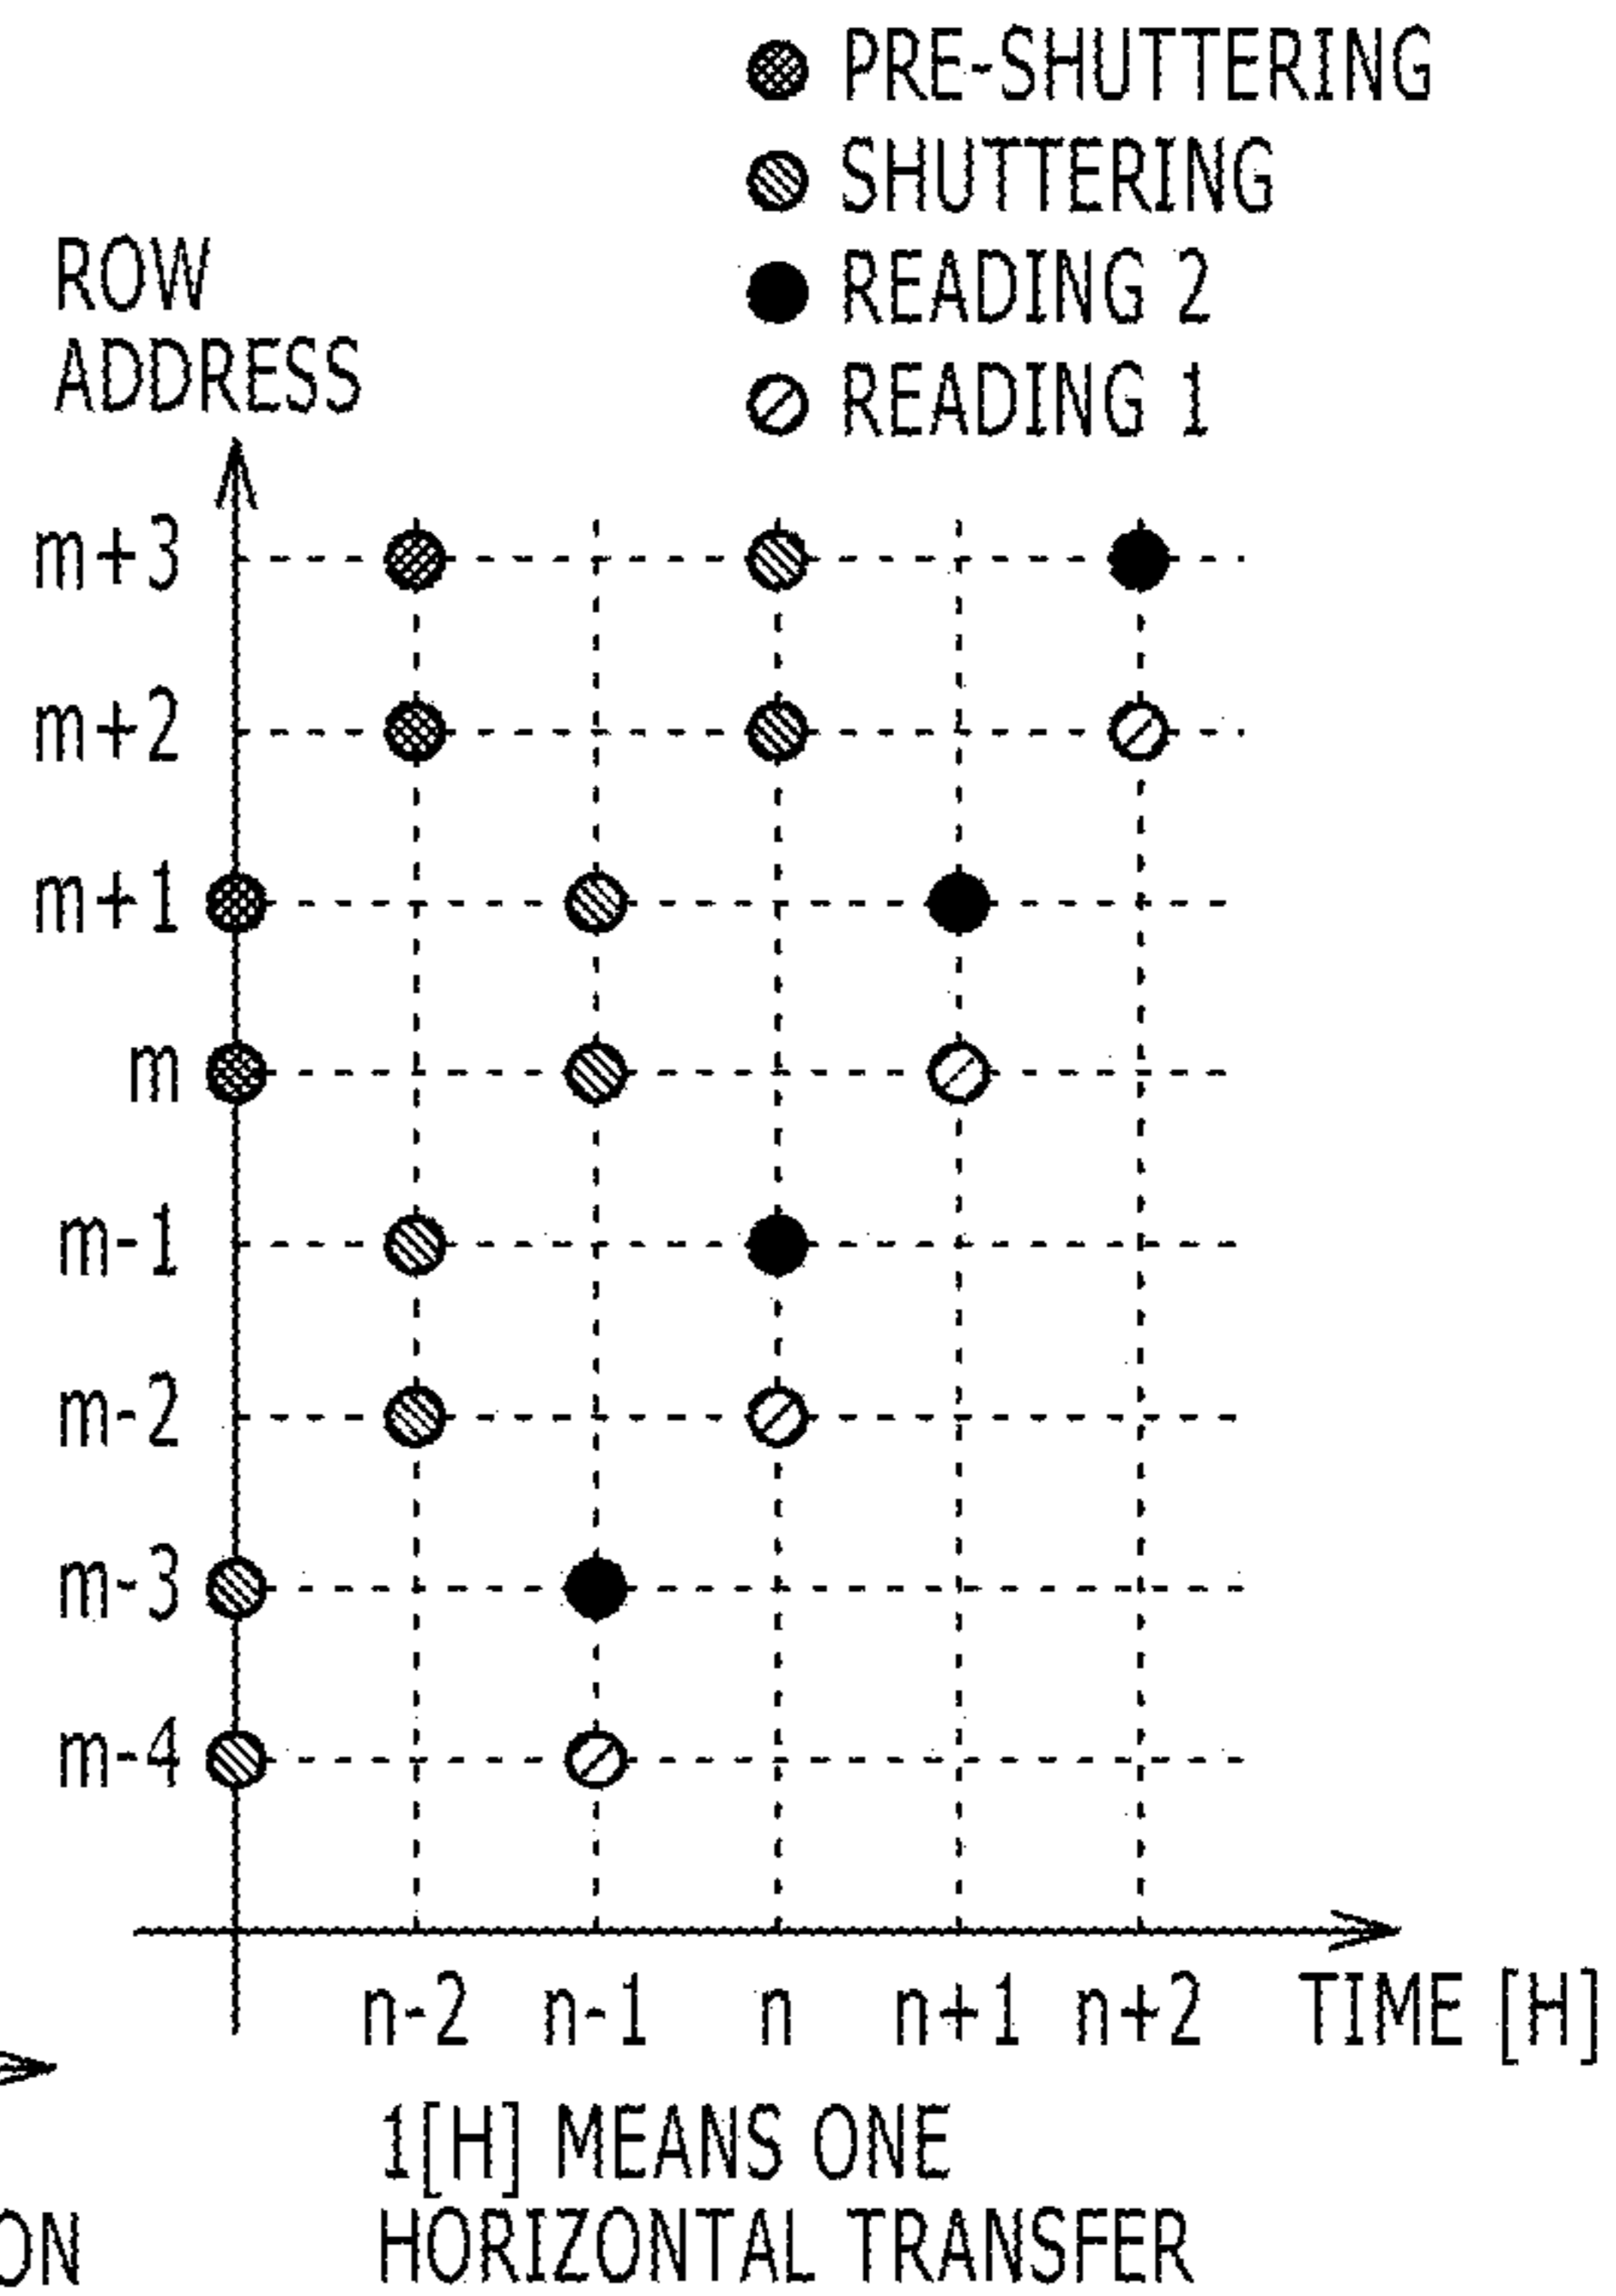 PRE-SHUTTERING
SHUTTERING
READING 2
READING 1
ROW
ADDRESS
m+3
m+2
m+1
m
m-1
m-2
m-3
m-4
n-2 n-1 n n+1 n+2 TIME [H]
1[H] MEANS ONE
ON HORIZONTAL TRANSFER